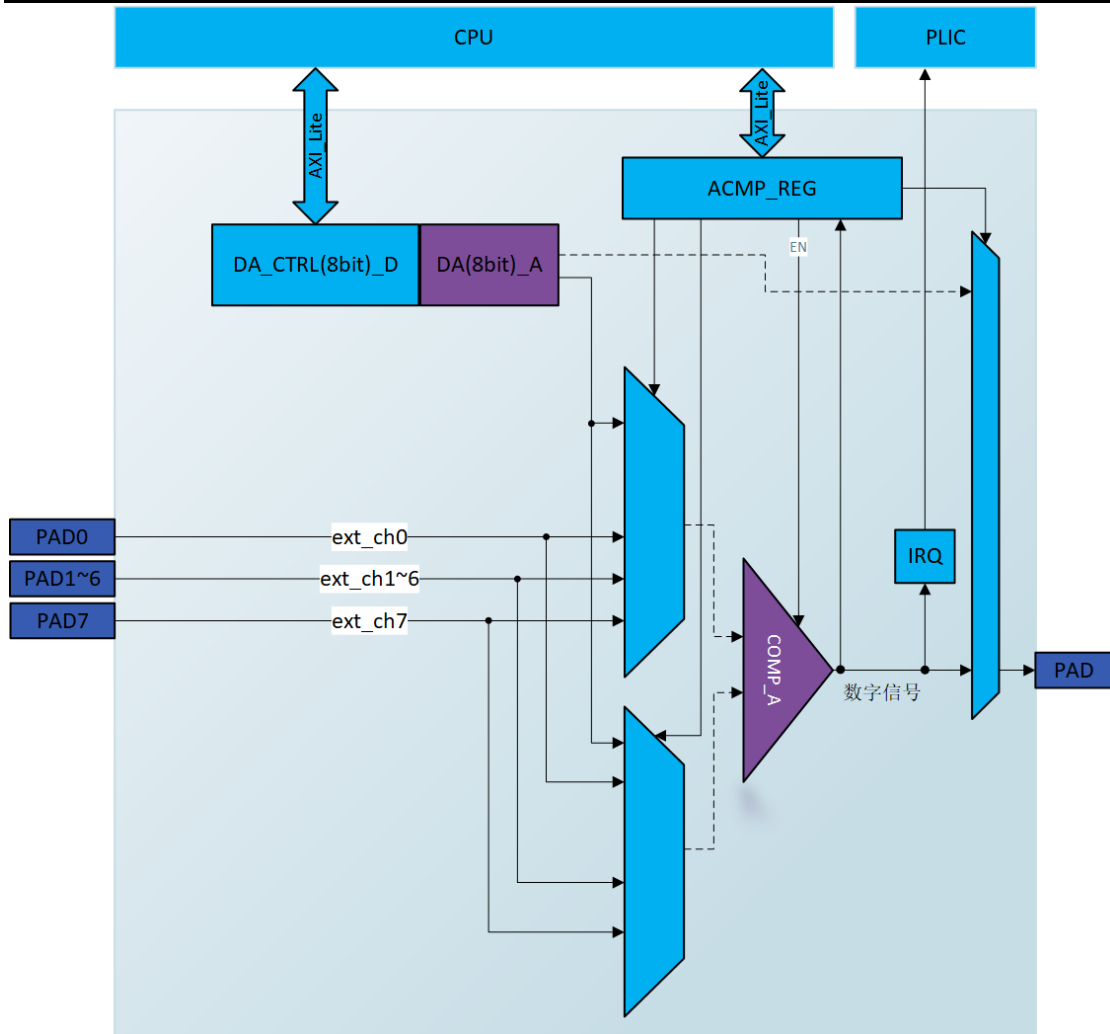 CPU
PLIC
AXI_Lite
AXI_Lite
ACMP_REG
EN
DA_CTRL(8bit)_D
DA(8bit)_A
PAD0
ext_ch0
PAD1~6
ext_ch1~6
PAD7
ext_ch7
IRQ
COMP_A
数字信号
PAD